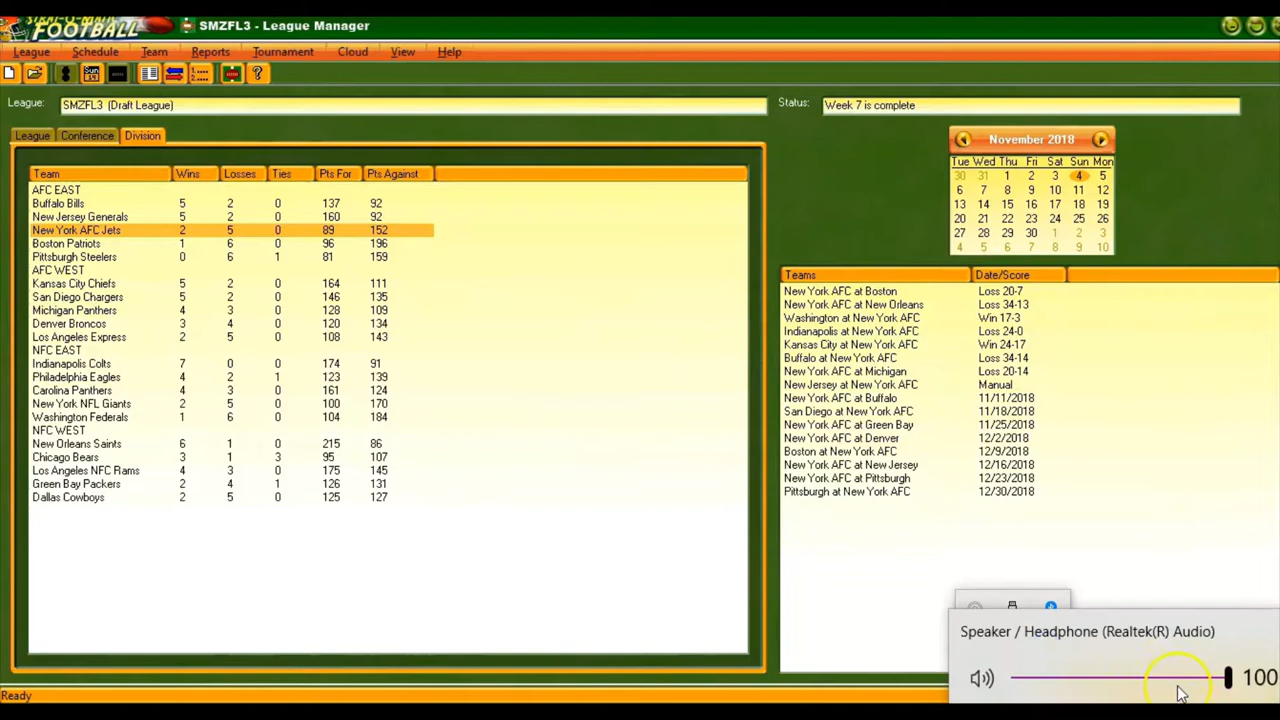 STRAT-O-MATIC
FOOTBALL
SMZFL3 - League Manager
League Schedule Team Reports Tournament Cloud View Help
League: SMZFL3 (Draft League) Status: Week 7 is complete
League Conference Division
November 2018
Tue Wed Thu Fri Sat Sun Mon
30 31 1 2 3 4 5
6 7 8 9 10 11 12
13 14 15 16 17 18 19
20 21 22 23 24 25 26
27 28 29 30 1 2 3
4 5 6 7 8 9 10
Team Wins Losses Ties Pts For Pts Against
AFC EAST
Buffalo Bills 5 2 0 137 92
New Jersey Generals 5 2 0 160 92
New York AFC Jets 2 5 0 89 152
Boston Patriots 1 6 0 96 196
Pittsburgh Steelers 0 6 1 81 159
AFC WEST
Kansas City Chiefs 5 2 0 164 111
San Diego Chargers 5 2 0 146 135
Michigan Panthers 4 3 0 128 109
Denver Broncos 3 4 0 120 134
Los Angeles Express 2 5 0 108 143
NFC EAST
Indianapolis Colts 7 0 0 174 91
Philadelphia Eagles 4 2 1 123 139
Carolina Panthers 4 3 0 161 124
New York NFL Giants 2 5 0 100 170
Washington Federals 1 6 0 104 184
NFC WEST
New Orleans Saints 6 1 0 215 86
Chicago Bears 3 1 3 95 107
Los Angeles NFC Rams 4 3 0 175 145
Green Bay Packers 2 4 1 126 131
Dallas Cowboys 2 5 0 125 127
Teams Date/Score
New York AFC at Boston Loss 20-7
New York AFC at New Orleans Loss 34-13
Washington at New York AFC Win 17-3
Indianapolis at New York AFC Loss 24-0
Kansas City at New York AFC Win 24-17
Buffalo at New York AFC Loss 34-14
New York AFC at Michigan Loss 20-14
New Jersey at New York AFC Manual
New York AFC at Buffalo 11/11/2018
San Diego at New York AFC 11/18/2018
New York AFC at Green Bay 11/25/2018
New York AFC at Denver 12/2/2018
Boston at New York AFC 12/9/2018
New York AFC at New Jersey 12/16/2018
New York AFC at Pittsburgh 12/23/2018
Pittsburgh at New York AFC 12/30/2018
Speaker / Headphone (Realtek(R) Audio)
100
Ready